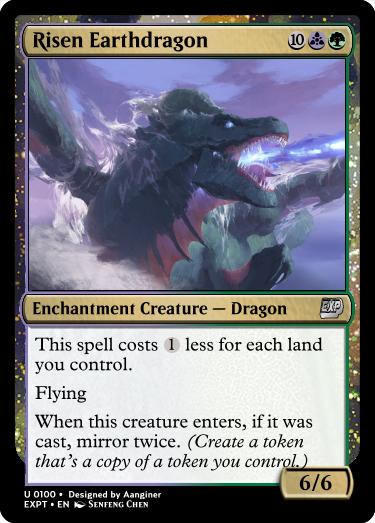 Risen Earthdragon 10
Enchantment Creature — Dragon EXP
This spell costs 1 less for each land
you control.
Flying
When this creature enters, if it was
cast, mirror twice. (Create a token
that's a copy of a token you control.)
6/6
U 0100 • Designed by Aanginer
EXPT • EN Senfeng Chen